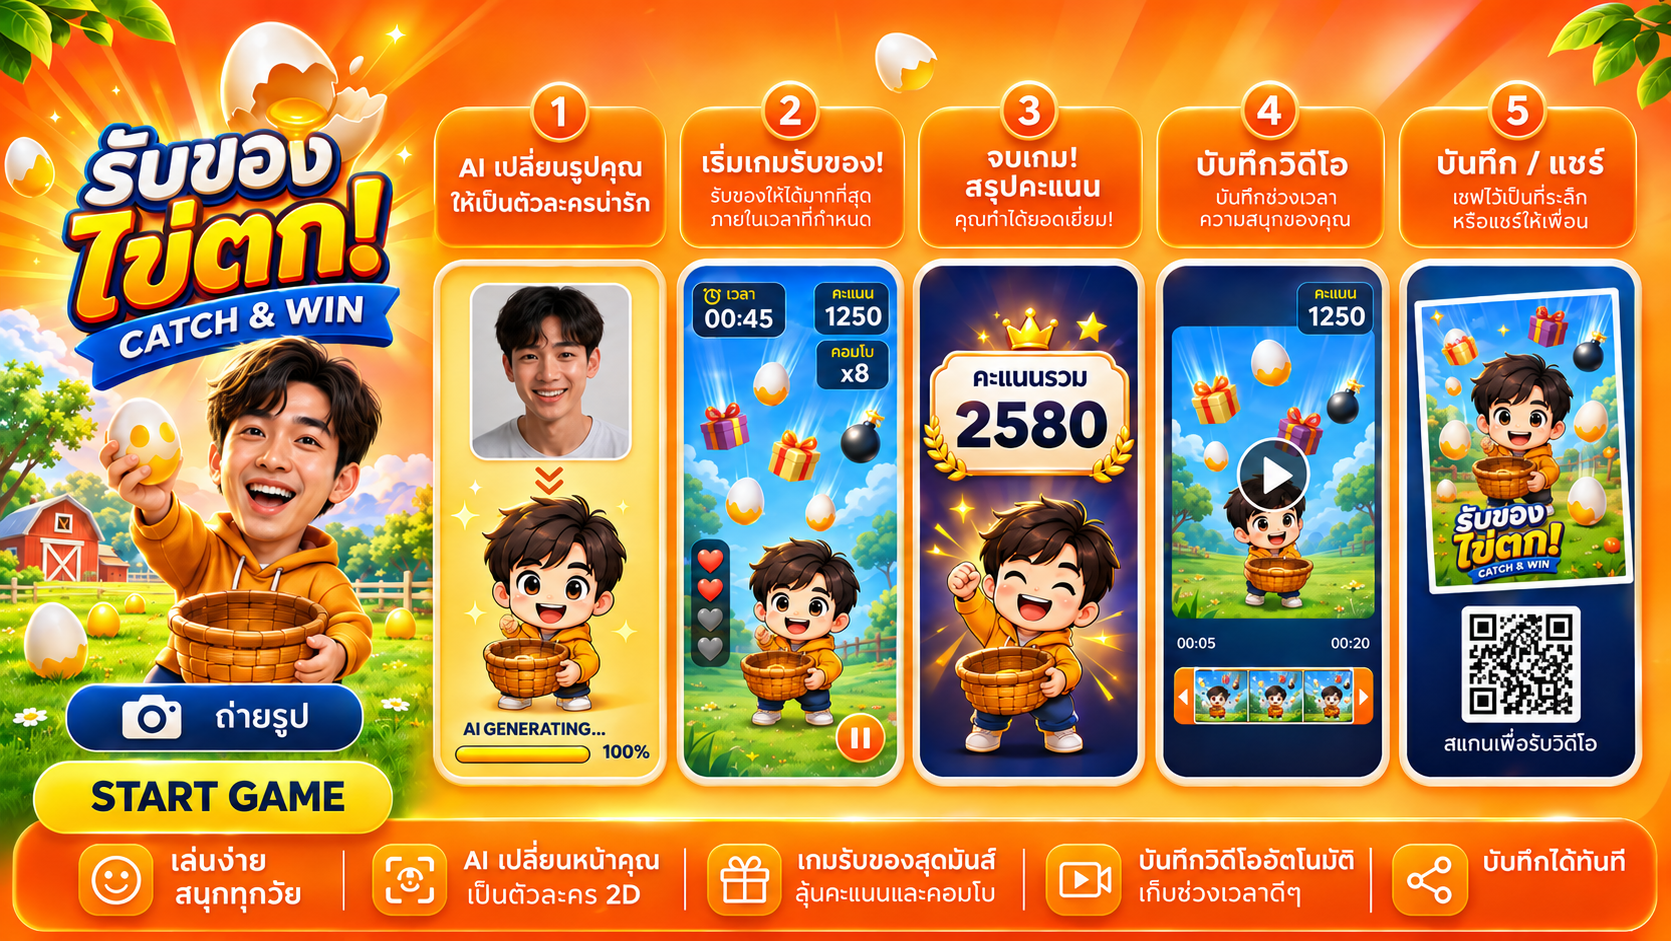 รับของ
ไข่ตก!
CATCH & WIN
ถ่ายรูป
START GAME
1
AI เปลี่ยนรูปคุณ
ให้เป็นตัวละครน่ารัก
AI GENERATING...
100%
2
เริ่มเกมรับของ!
รับของให้ได้มากที่สุด
ภายในเวลาที่กำหนด
เวลา
00:45
คะแนน
1250
คอมโบ
x8
3
จบเกม!
สรุปคะแนน
คุณทำได้ยอดเยี่ยม!
คะแนนรวม
2580
4
บับทึกวิดีโอ
บันทึกช่วงเวลา
ความสนุกของคุณ
คะแนน
1250
00:05
00:20
5
บันทึก / แชร์
เซฟไว้เป็นที่ระลึก
หรือแชร์ให้เพื่อน
รับของ
ไข่ตก!
CATCH & WIN
สแกนเพื่อรับวิดีโอ
เล่นง่าย
สนุกทุกวัย
AI เปลี่ยนหน้าคุณ
เป็นตัวละคร 2D
เกมรับของสุดมันส์
ลุ้นคะแนนและคอมโบ
บันทึกวิดีโออัตโนมัติ
เก็บช่วงเวลาดีๆ
บับทึกได้ทันที